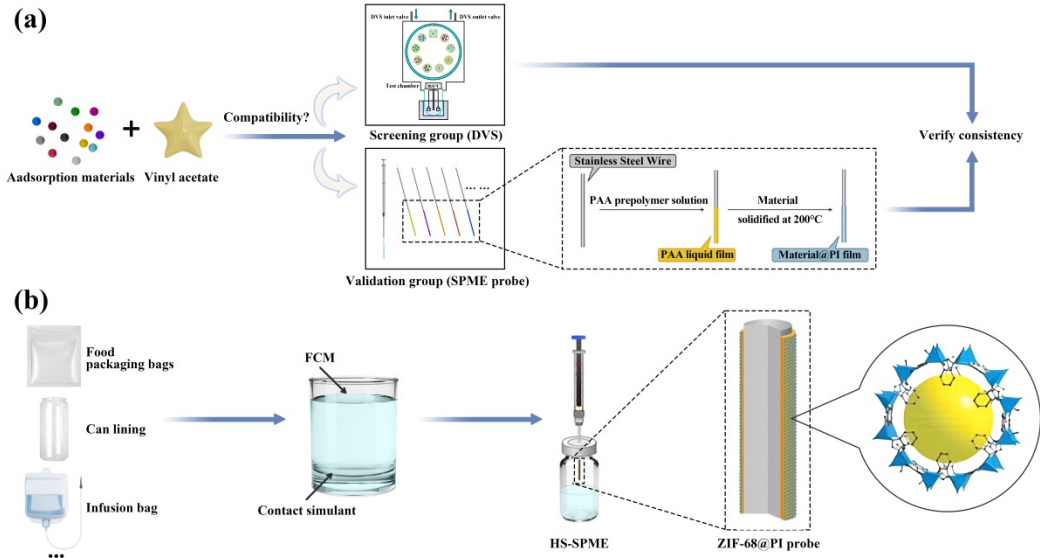 (a)
DVS inlet valve
DVS outlet valve
Test chamber
Screening group (DVS)
Compatibility?
Aadsorption materials
+
Vinyl acetate
Verify consistency
Stainless Steel Wire
PAA prepolymer solution
Material
solidified at 200°C
PAA liquid film
Material@PI film
Validation group (SPME probe)
(b)
Food
packaging bags
Can lining
Infusion bag
FCM
Contact simulant
HS-SPME
ZIF-68@PI probe